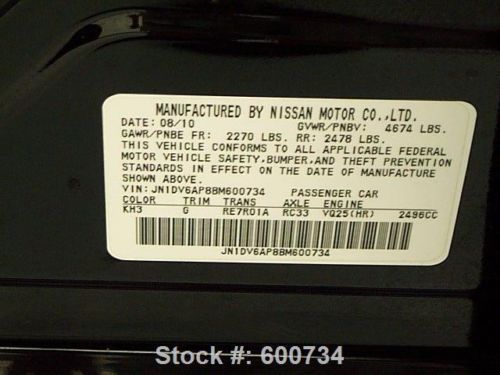 MANUFACTURED BY NISSAN MOTOR CO.,LTD.
DATE: 08/10 GVWR/PNBV: 4674 LBS.
GAWR/PNBE FR: 2270 LBS. RR: 2478 LBS.
THIS VEHICLE CONFORMS TO ALL APPLICABLE FEDERAL
MOTOR VEHICLE SAFETY, BUMPER, AND THEFT PREVENTION
STANDARDS IN EFFECT ON THE DATE OF MANUFACTURE
SHOWN ABOVE.
VIN: JN1DV6AP8BM600734 PASSENGER CAR
COLOR TRIM TRANS AXLE ENGINE
KH3 G RE7R01A RC33 VQ25(HR) 2496CC
JN1DV6AP8BM600734
Stock #: 600734